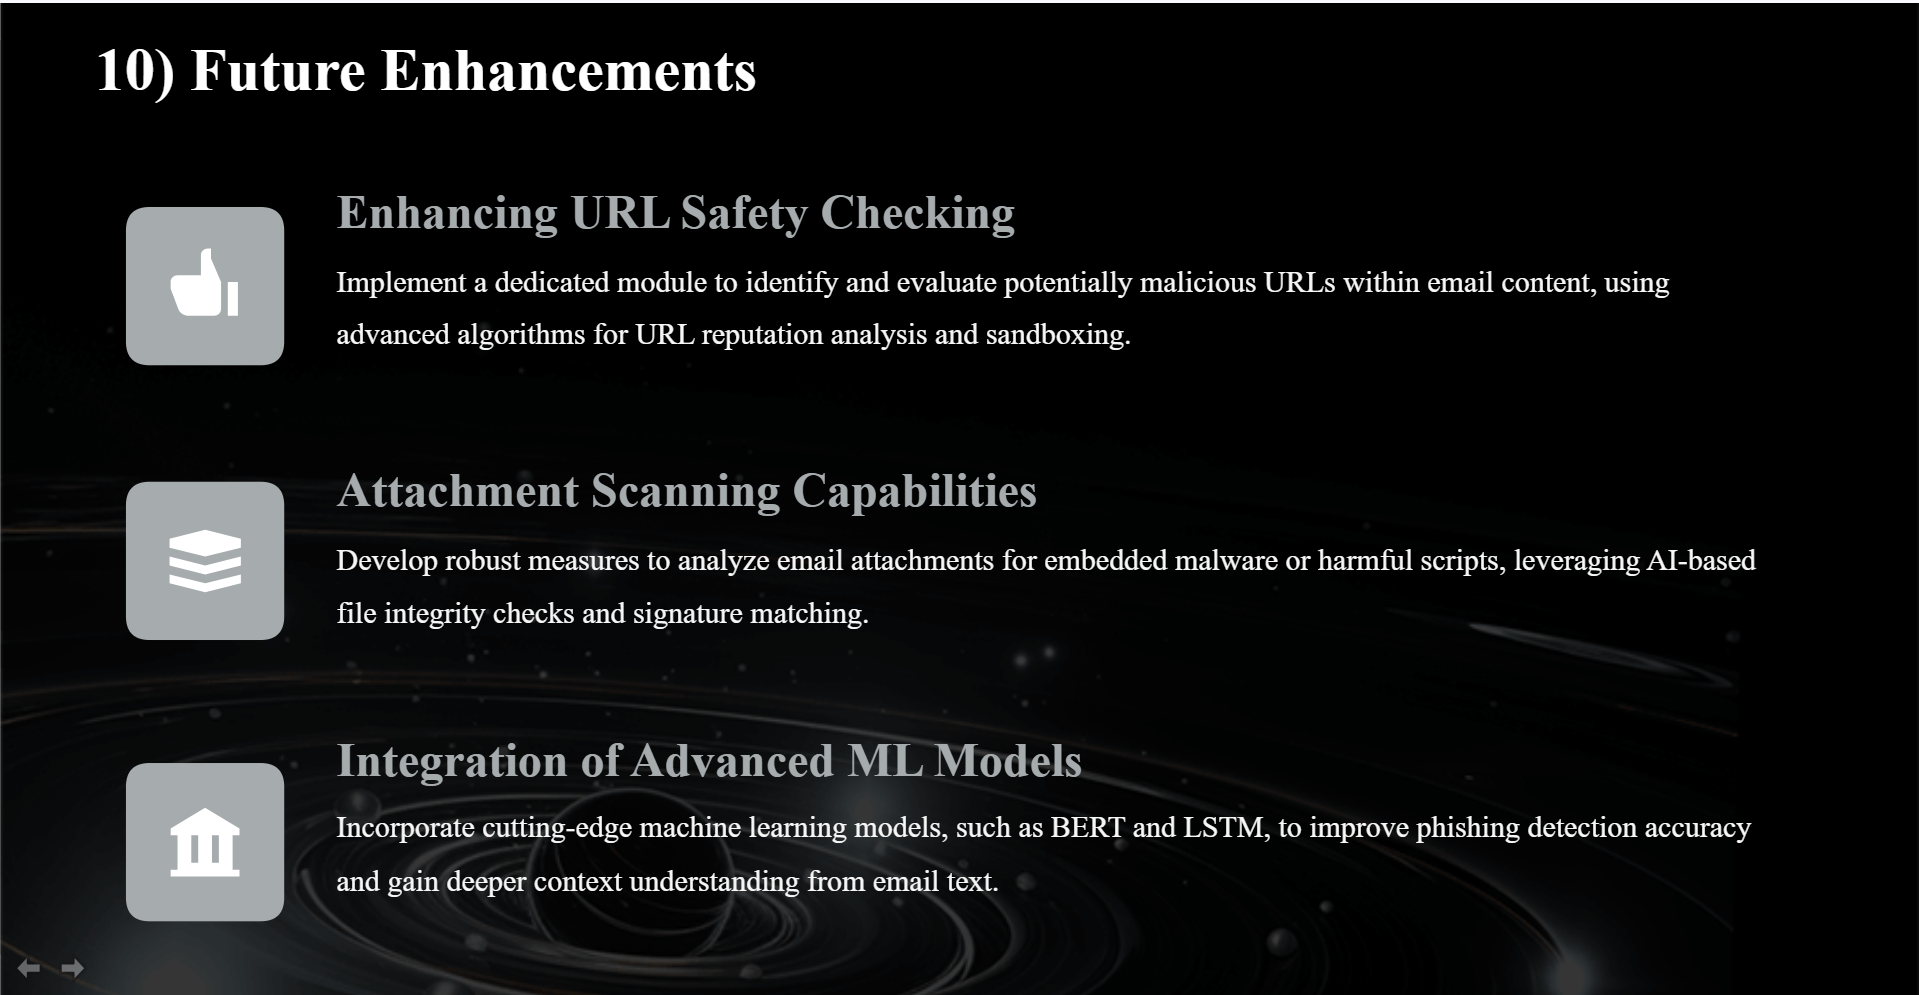 10) Future Enhancements
Enhancing URL Safety Checking
Implement a dedicated module to identify and evaluate potentially malicious URLs within email content, using
advanced algorithms for URL reputation analysis and sandboxing.
Attachment Scanning Capabilities
Develop robust measures to analyze email attachments for embedded malware or harmful scripts, leveraging AI-based
file integrity checks and signature matching.
Integration of Advanced ML Models
Incorporate cutting-edge machine learning models, such as BERT and LSTM, to improve phishing detection accuracy
and gain deeper context understanding from email text.